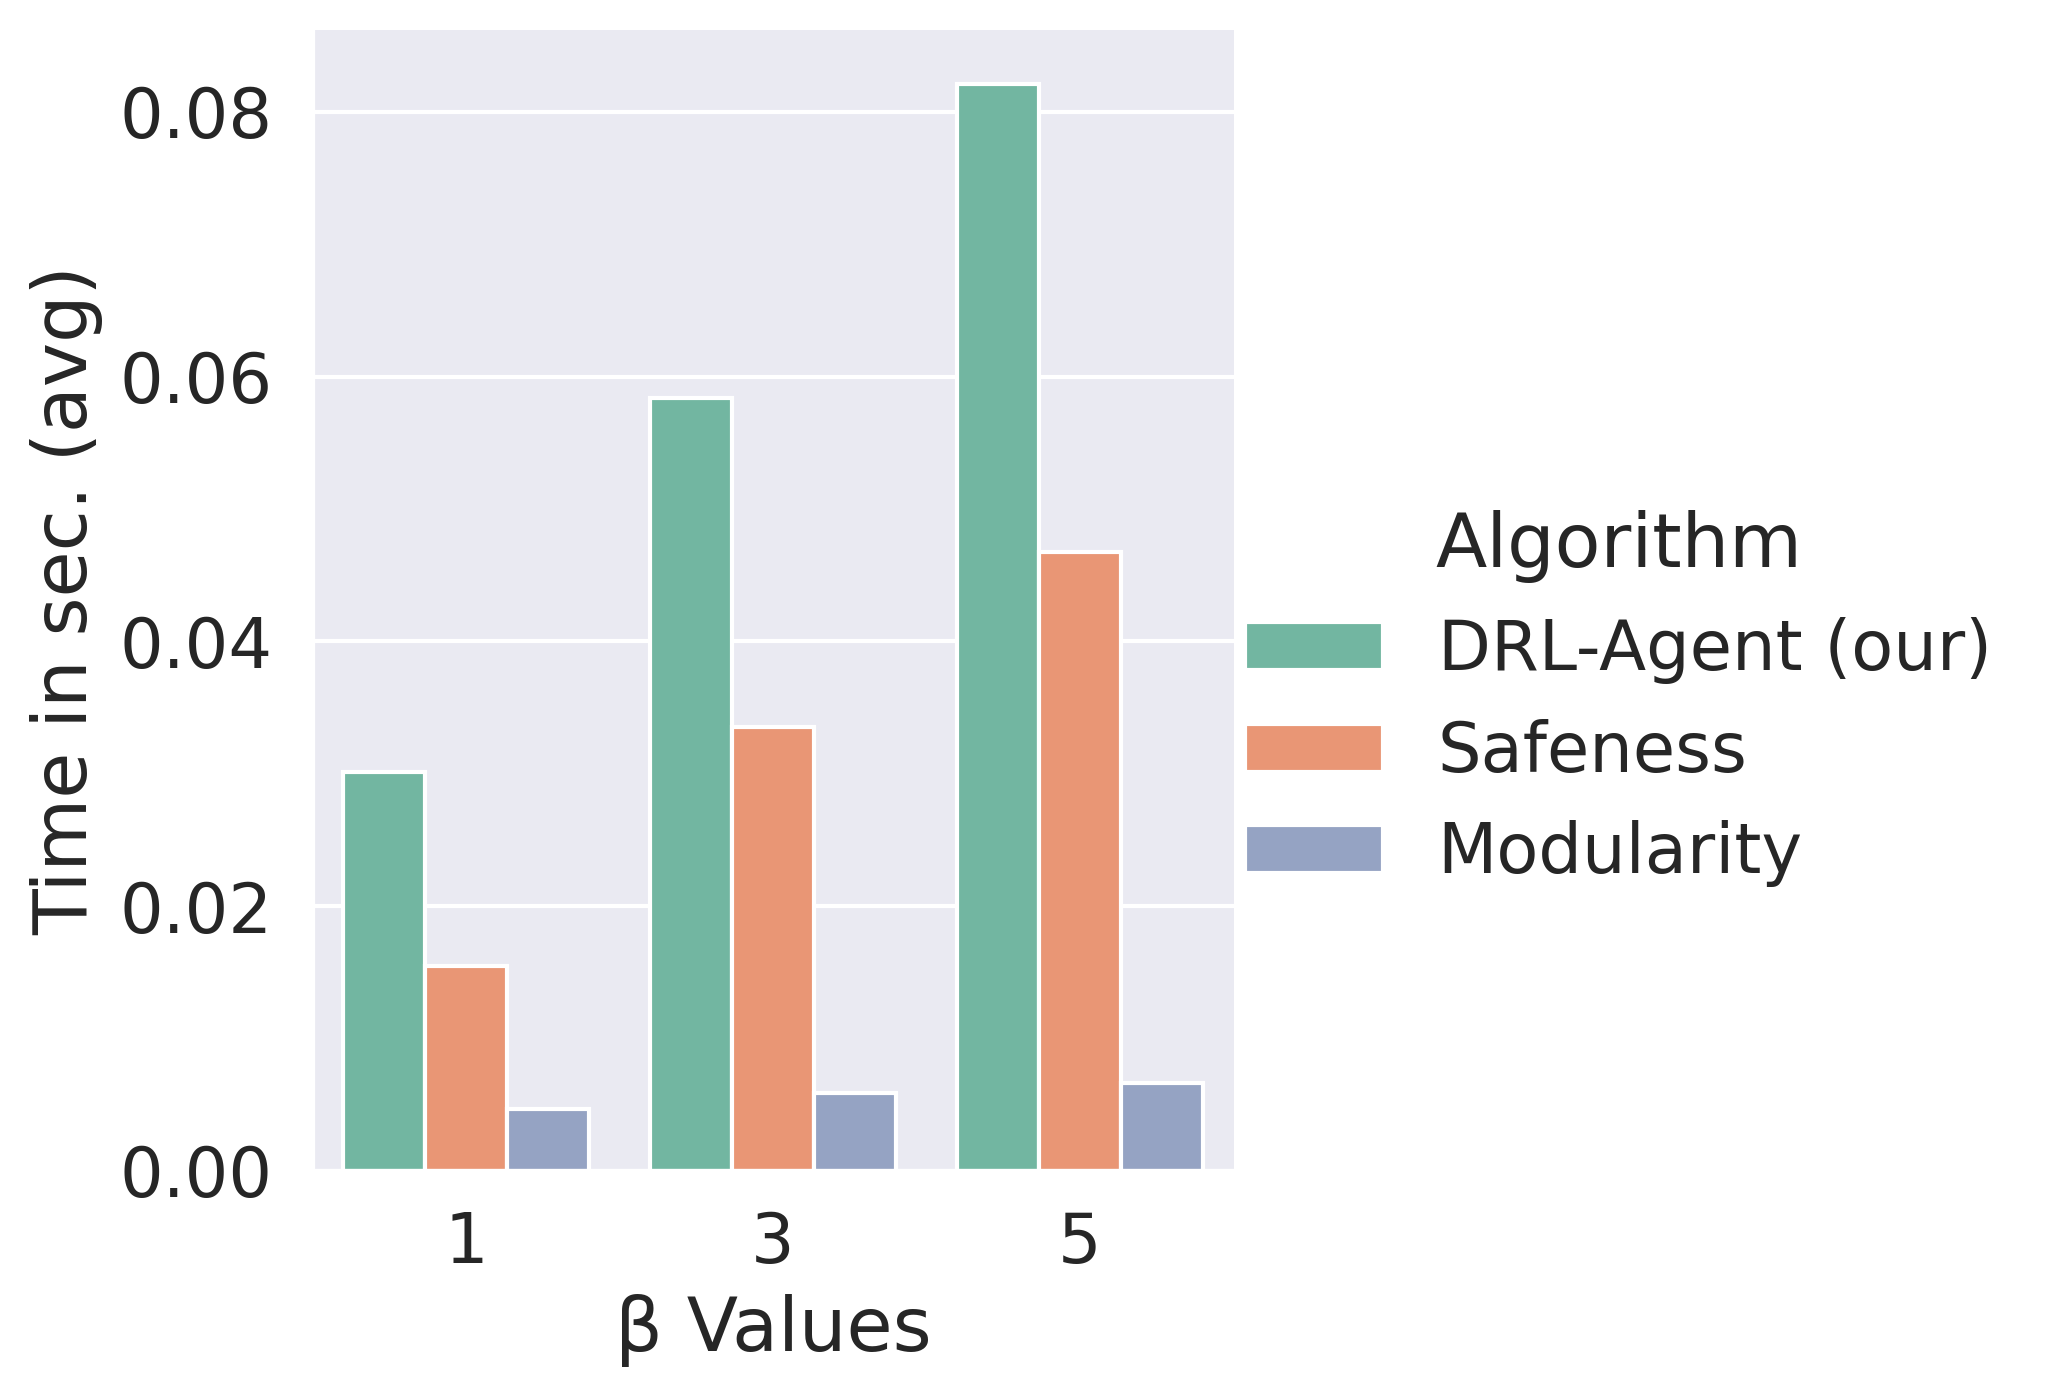 Time in sec. (avg)
0.08
0.06
0.04
0.02
0.00
1 3 5
β Values
Algorithm
DRL-Agent (our)
Safeness
Modularity